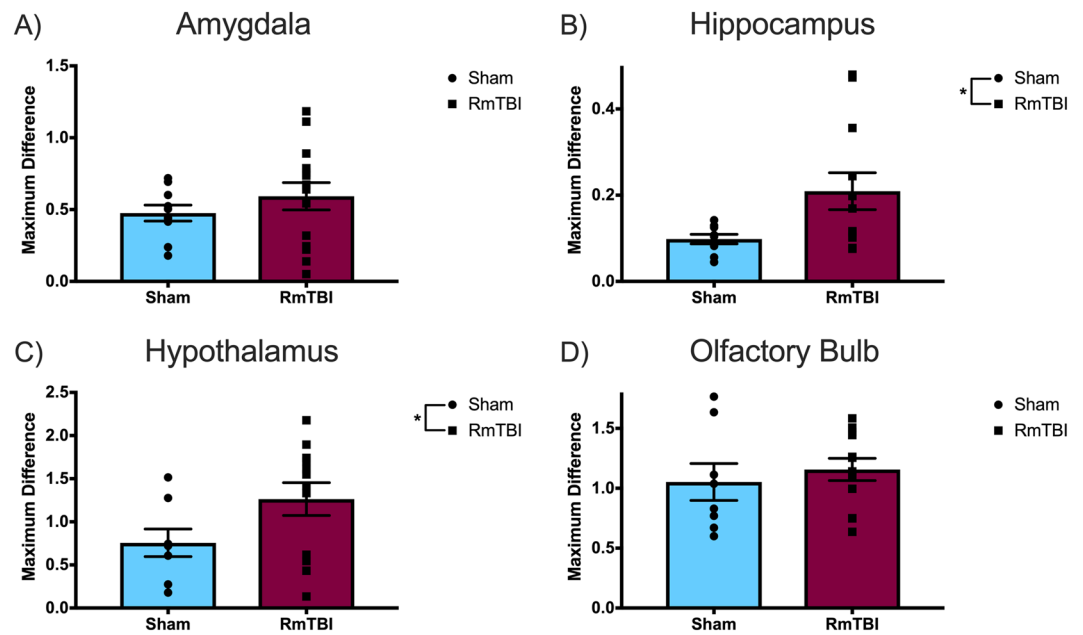 A) Amygdala
Maximum Difference
1.5
1.0
0.5
0.0
Sham
RmTBI
Sham
RmTBI
B) Hippocampus
Maximum Difference
0.4
0.2
0.0
* Sham
RmTBI
Sham
RmTBI
C) Hypothalamus
Maximum Difference
2.5
2.0
1.5
1.0
0.5
0.0
* Sham
RmTBI
Sham
RmTBI
D) Olfactory Bulb
Maximum Difference
1.5
1.0
0.5
0.0
Sham
RmTBI
Sham
RmTBI